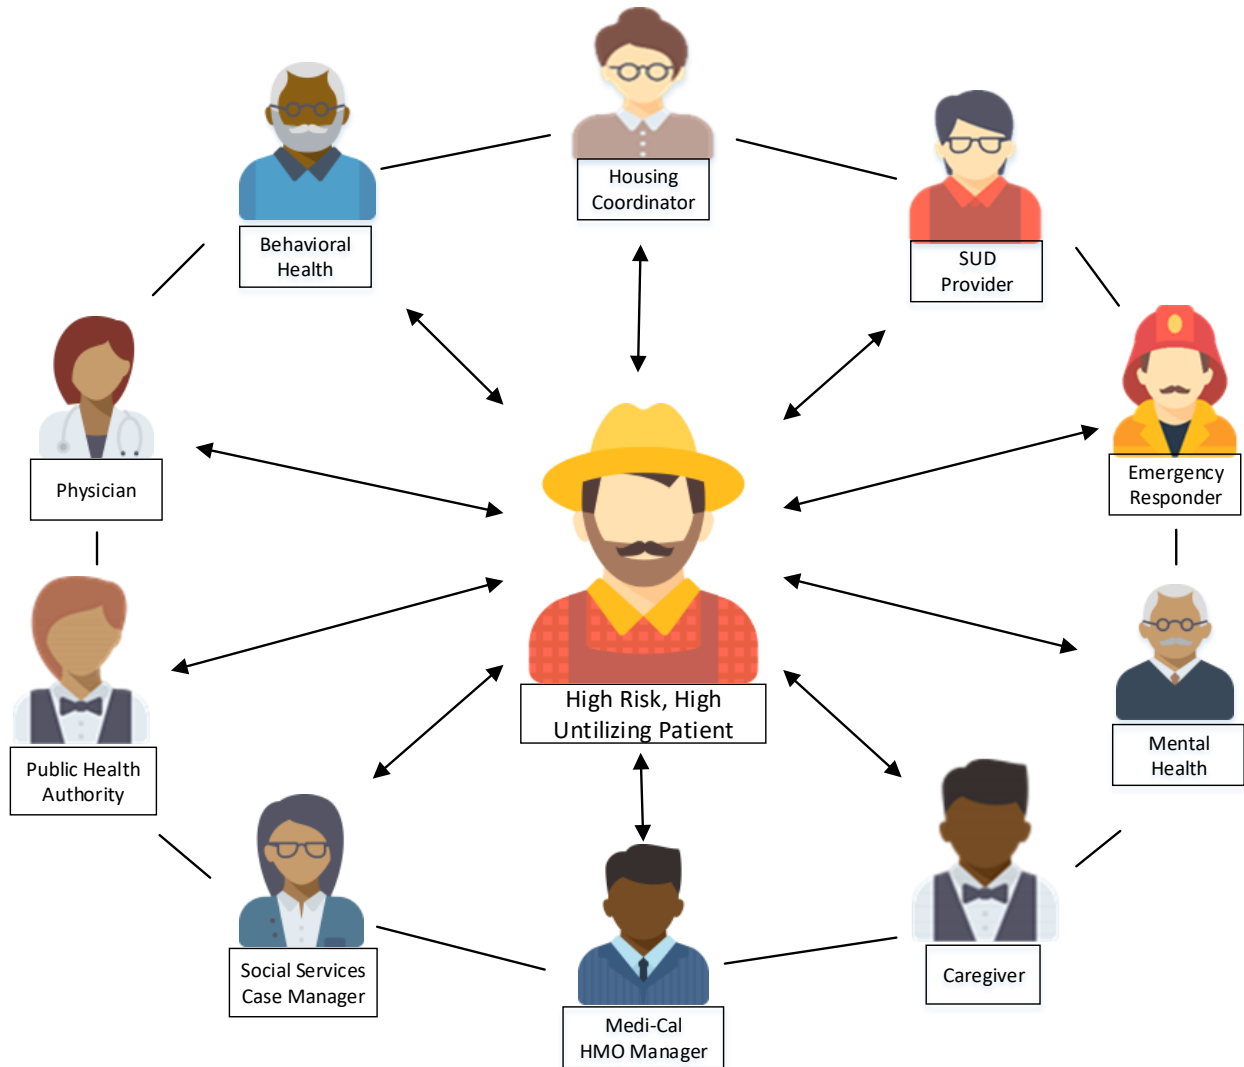 Housing
Coordinator
Behavioral
Health
SUD
Provider
Physician
Emergency
Responder
High Risk, High
Untilizing Patient
Public Health
Authority
Mental
Health
Social Services
Case Manager
Caregiver
Medi-Cal
HMO Manager